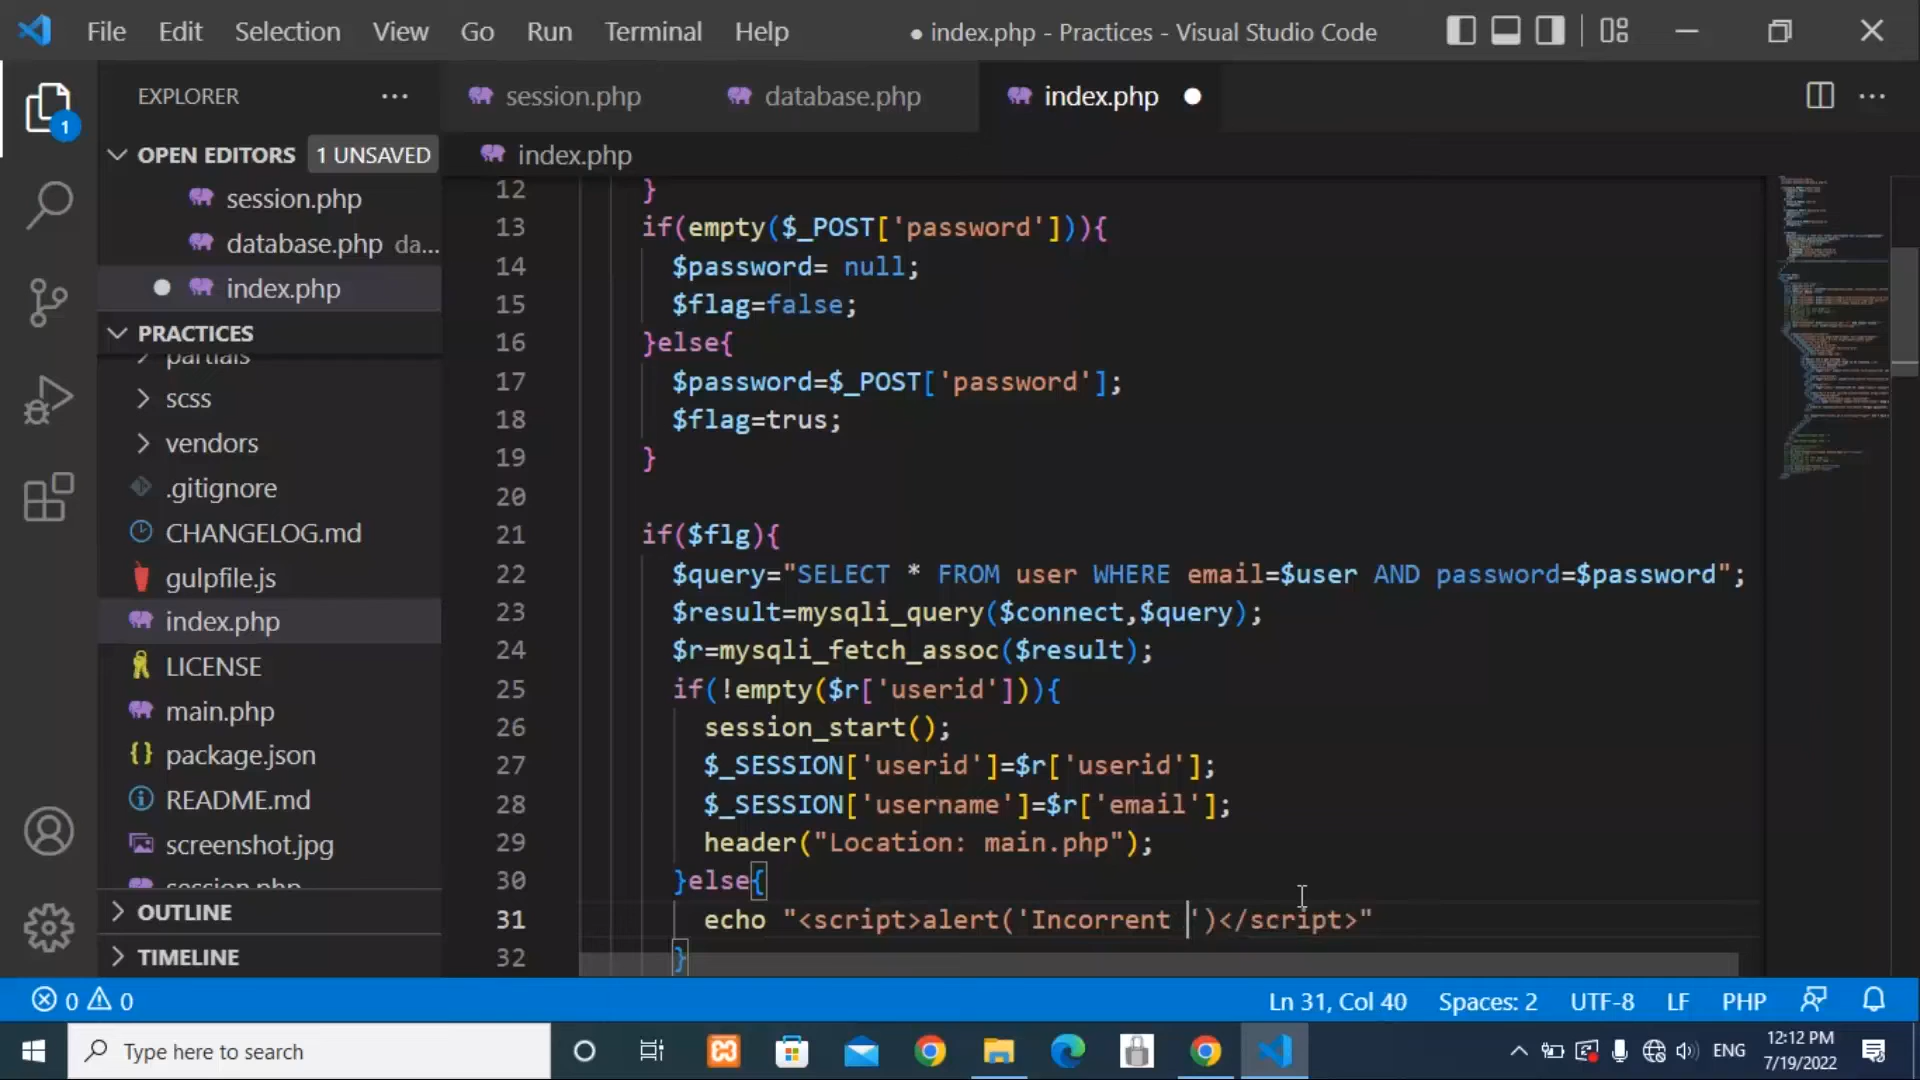 File Edit Selection View Go Run Terminal Help
● index.php - Practices - Visual Studio Code
EXPLORER
session.php
database.php
index.php
OPEN EDITORS 1 UNSAVED
session.php
database.php da...
index.php
PRACTICES
partials
scss
vendors
.gitignore
CHANGELOG.md
gulpfile.js
index.php
LICENSE
main.php
package.json
README.md
screenshot.jpg
session.php
OUTLINE
TIMELINE
1
index.php
12 }
13 if(empty($_POST['password'])){
14 $password= null;
15 $flag=false;
16 }else{
17 $password=$_POST['password'];
18 $flag=trus;
19 }
20
21 if($flg){
22 $query="SELECT * FROM user WHERE email=$user AND password=$password";
23 $result=mysqli_query($connect,$query);
24 $r=mysqli_fetch_assoc($result);
25 if(!empty($r['userid'])){
26 session_start();
27 $_SESSION['userid']=$r['userid'];
28 $_SESSION['username']=$r['email'];
29 header("Location: main.php");
30 }else{
31 echo "<script>alert('Incorrent ')</script>"
32 }
0 0
Ln 31, Col 40 Spaces: 2 UTF-8 LF PHP
Type here to search
ENG
12:12 PM
7/19/2022